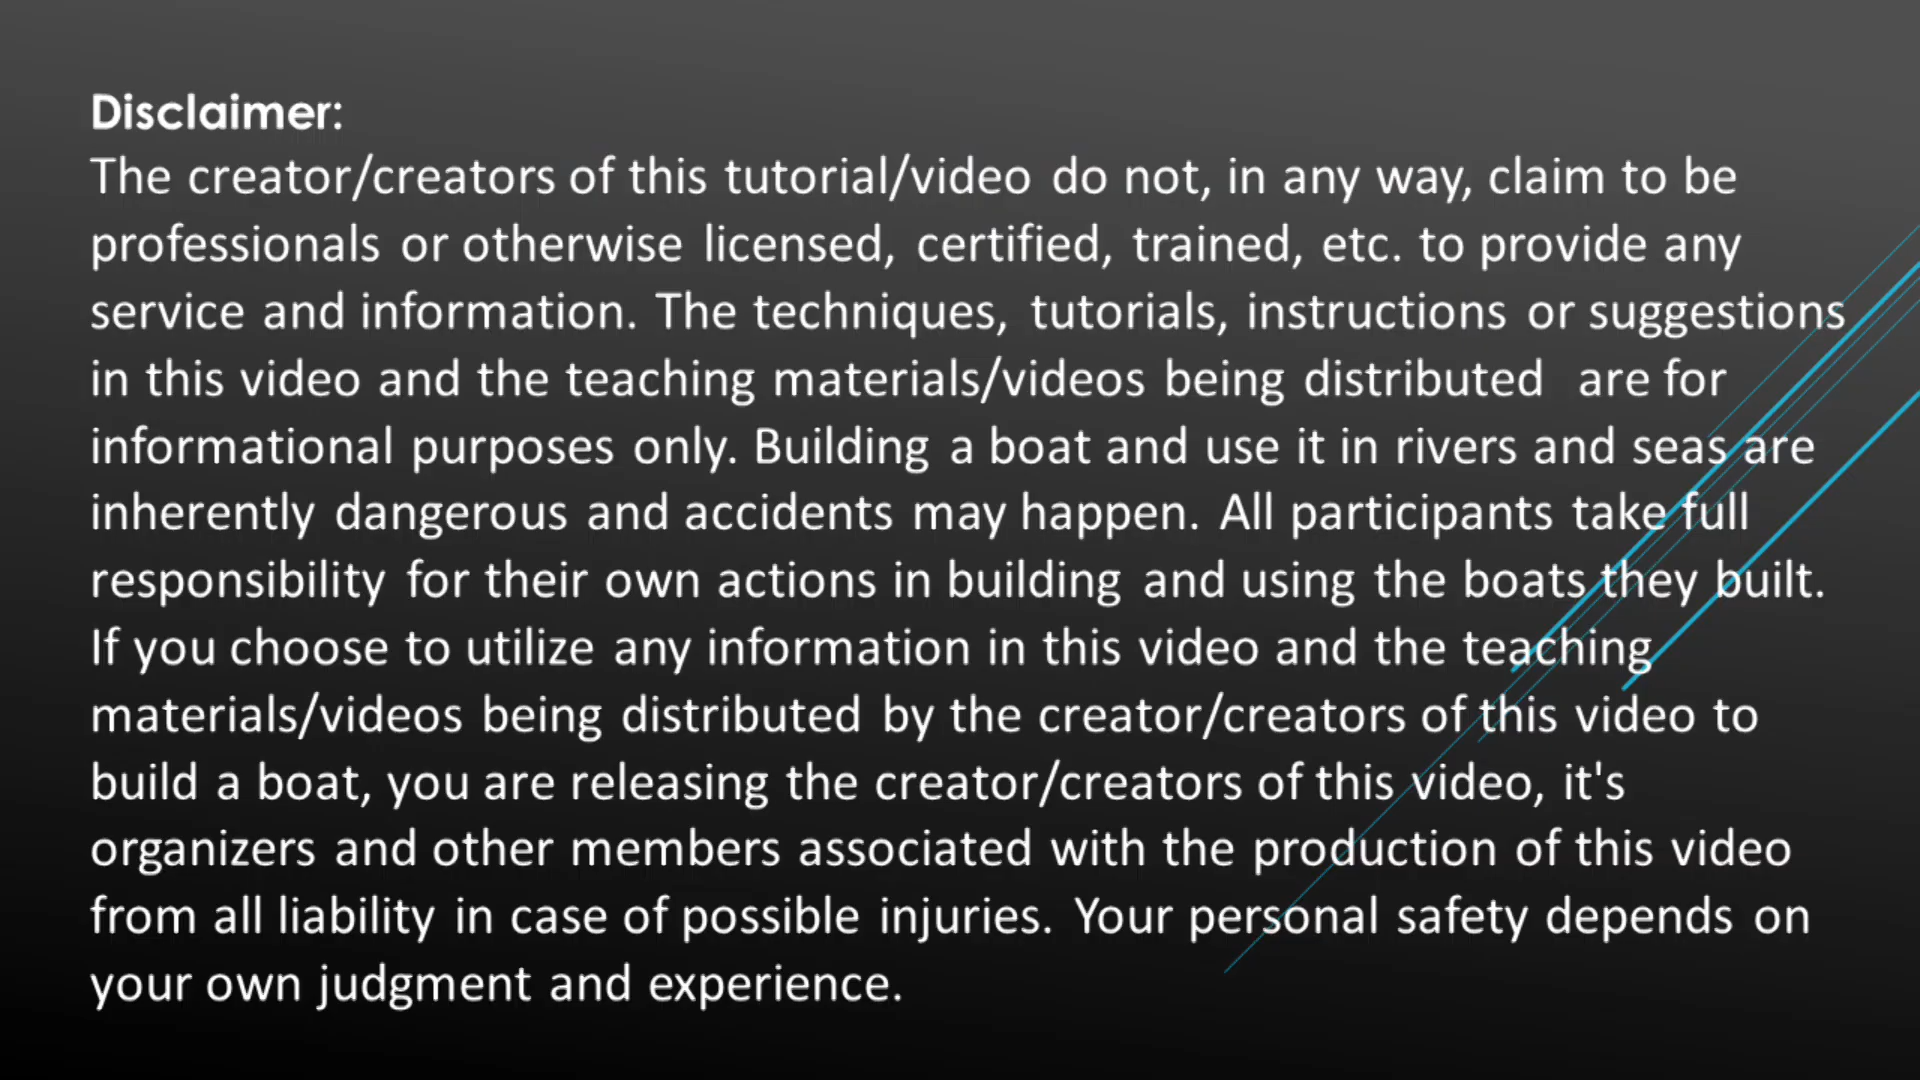 Disclaimer:
The creator/creators of this tutorial/video do not, in any way, claim to be
professionals or otherwise licensed, certified, trained, etc. to provide any
service and information. The techniques, tutorials, instructions or suggestions
in this video and the teaching materials/videos being distributed are for
informational purposes only. Building a boat and use it in rivers and seas are
inherently dangerous and accidents may happen. All participants take full
responsibility for their own actions in building and using the boats they built.
If you choose to utilize any information in this video and the teaching
materials/videos being distributed by the creator/creators of this video to
build a boat, you are releasing the creator/creators of this video, it's
organizers and other members associated with the production of this video
from all liability in case of possible injuries. Your personal safety depends on
your own judgment and experience.